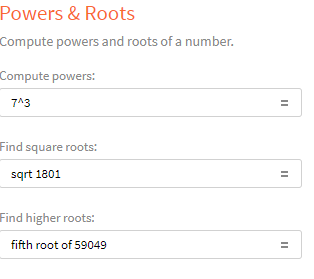 Powers & Roots
Compute powers and roots of a number.
Compute powers:
7^3 =
Find square roots:
sqrt 1801 =
Find higher roots:
fifth root of 59049 =